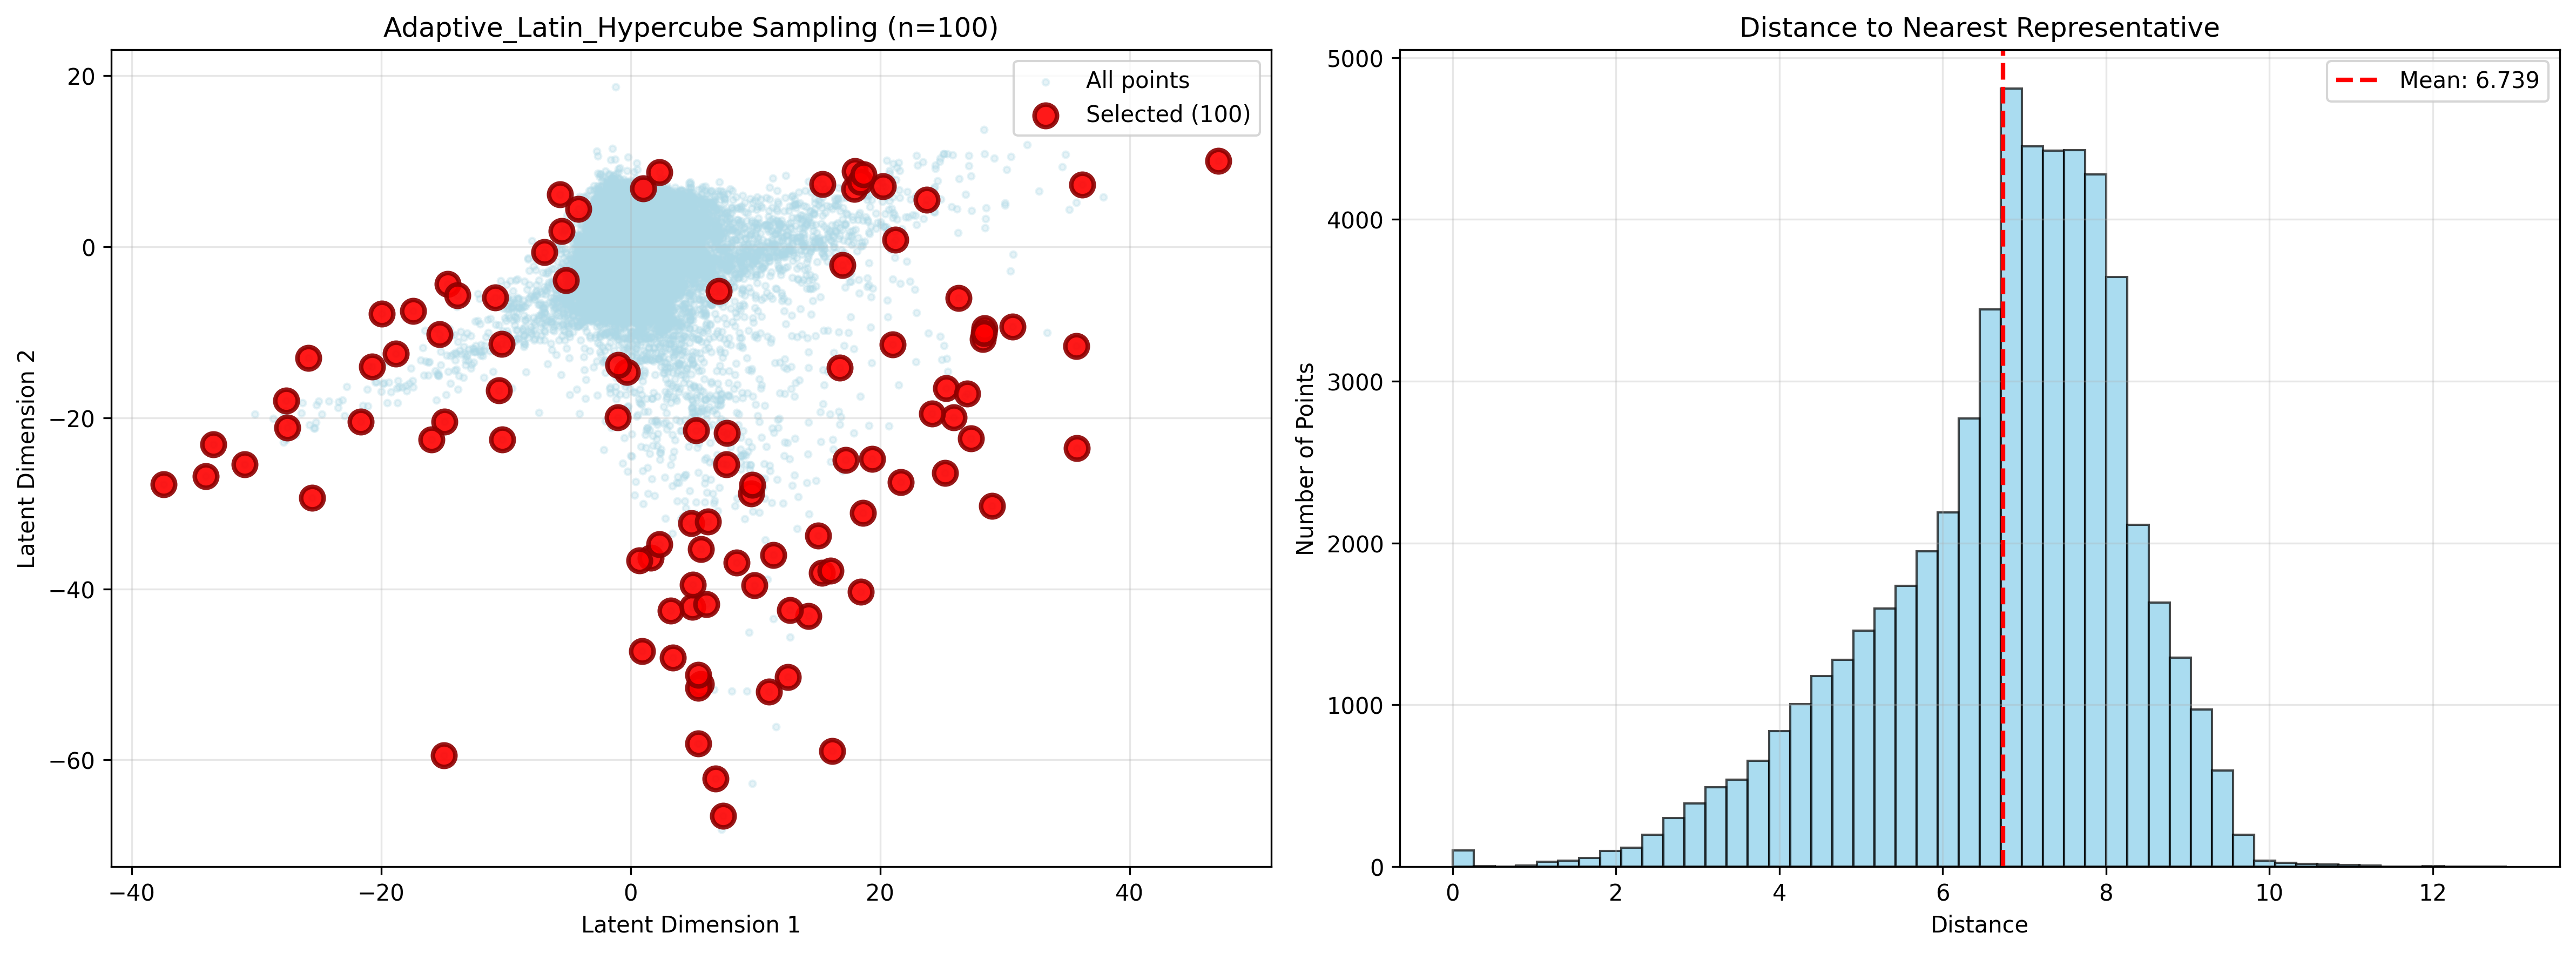 Adaptive_Latin_Hypercube Sampling (n=100)
All points
Selected (100)
20
0
−20
−40
−60
Latent Dimension 2
−40
−20
0
20
40
Latent Dimension 1
Distance to Nearest Representative
Mean: 6.739
5000
4000
3000
2000
1000
0
Number of Points
0
2
4
6
8
10
12
Distance